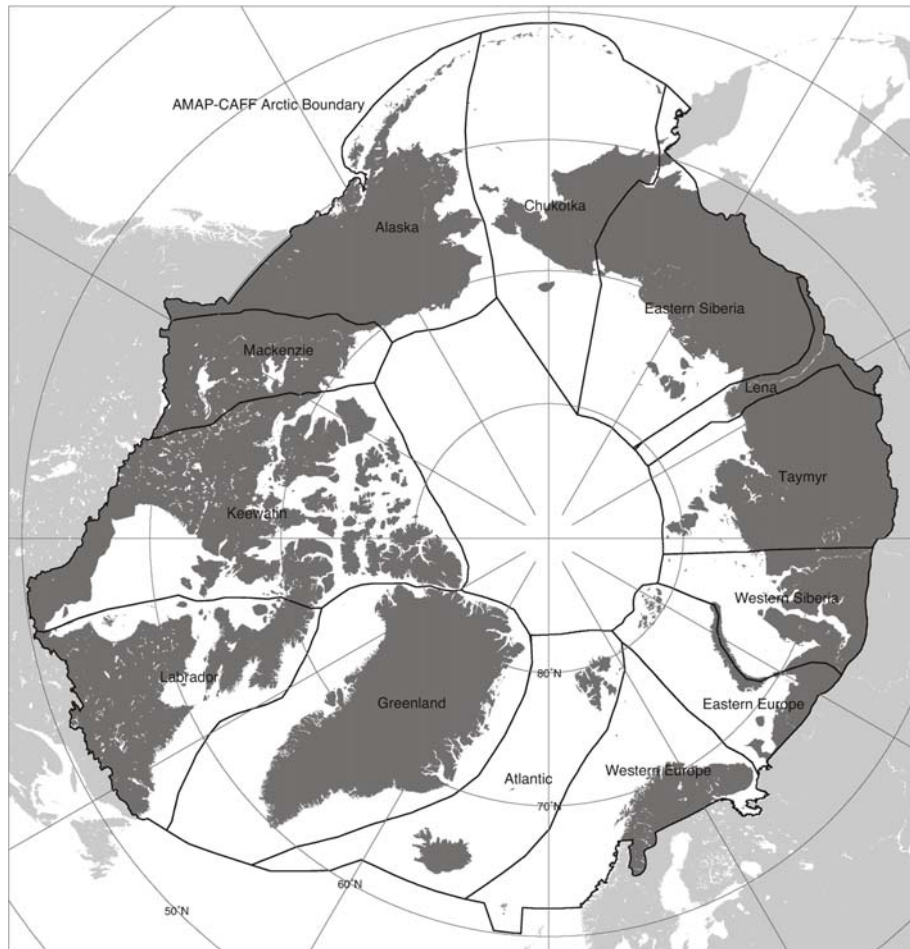 AMAP-CAFF Arctic Boundary
Chukotka
Alaska
Eastern Siberia
Mackenzie
Lena
Taymyr
Keewatin
Western Siberia
Labrador
80°N
Greenland
Eastern Europe
Western Europe
Atlantic
70°N
60°N
50°N